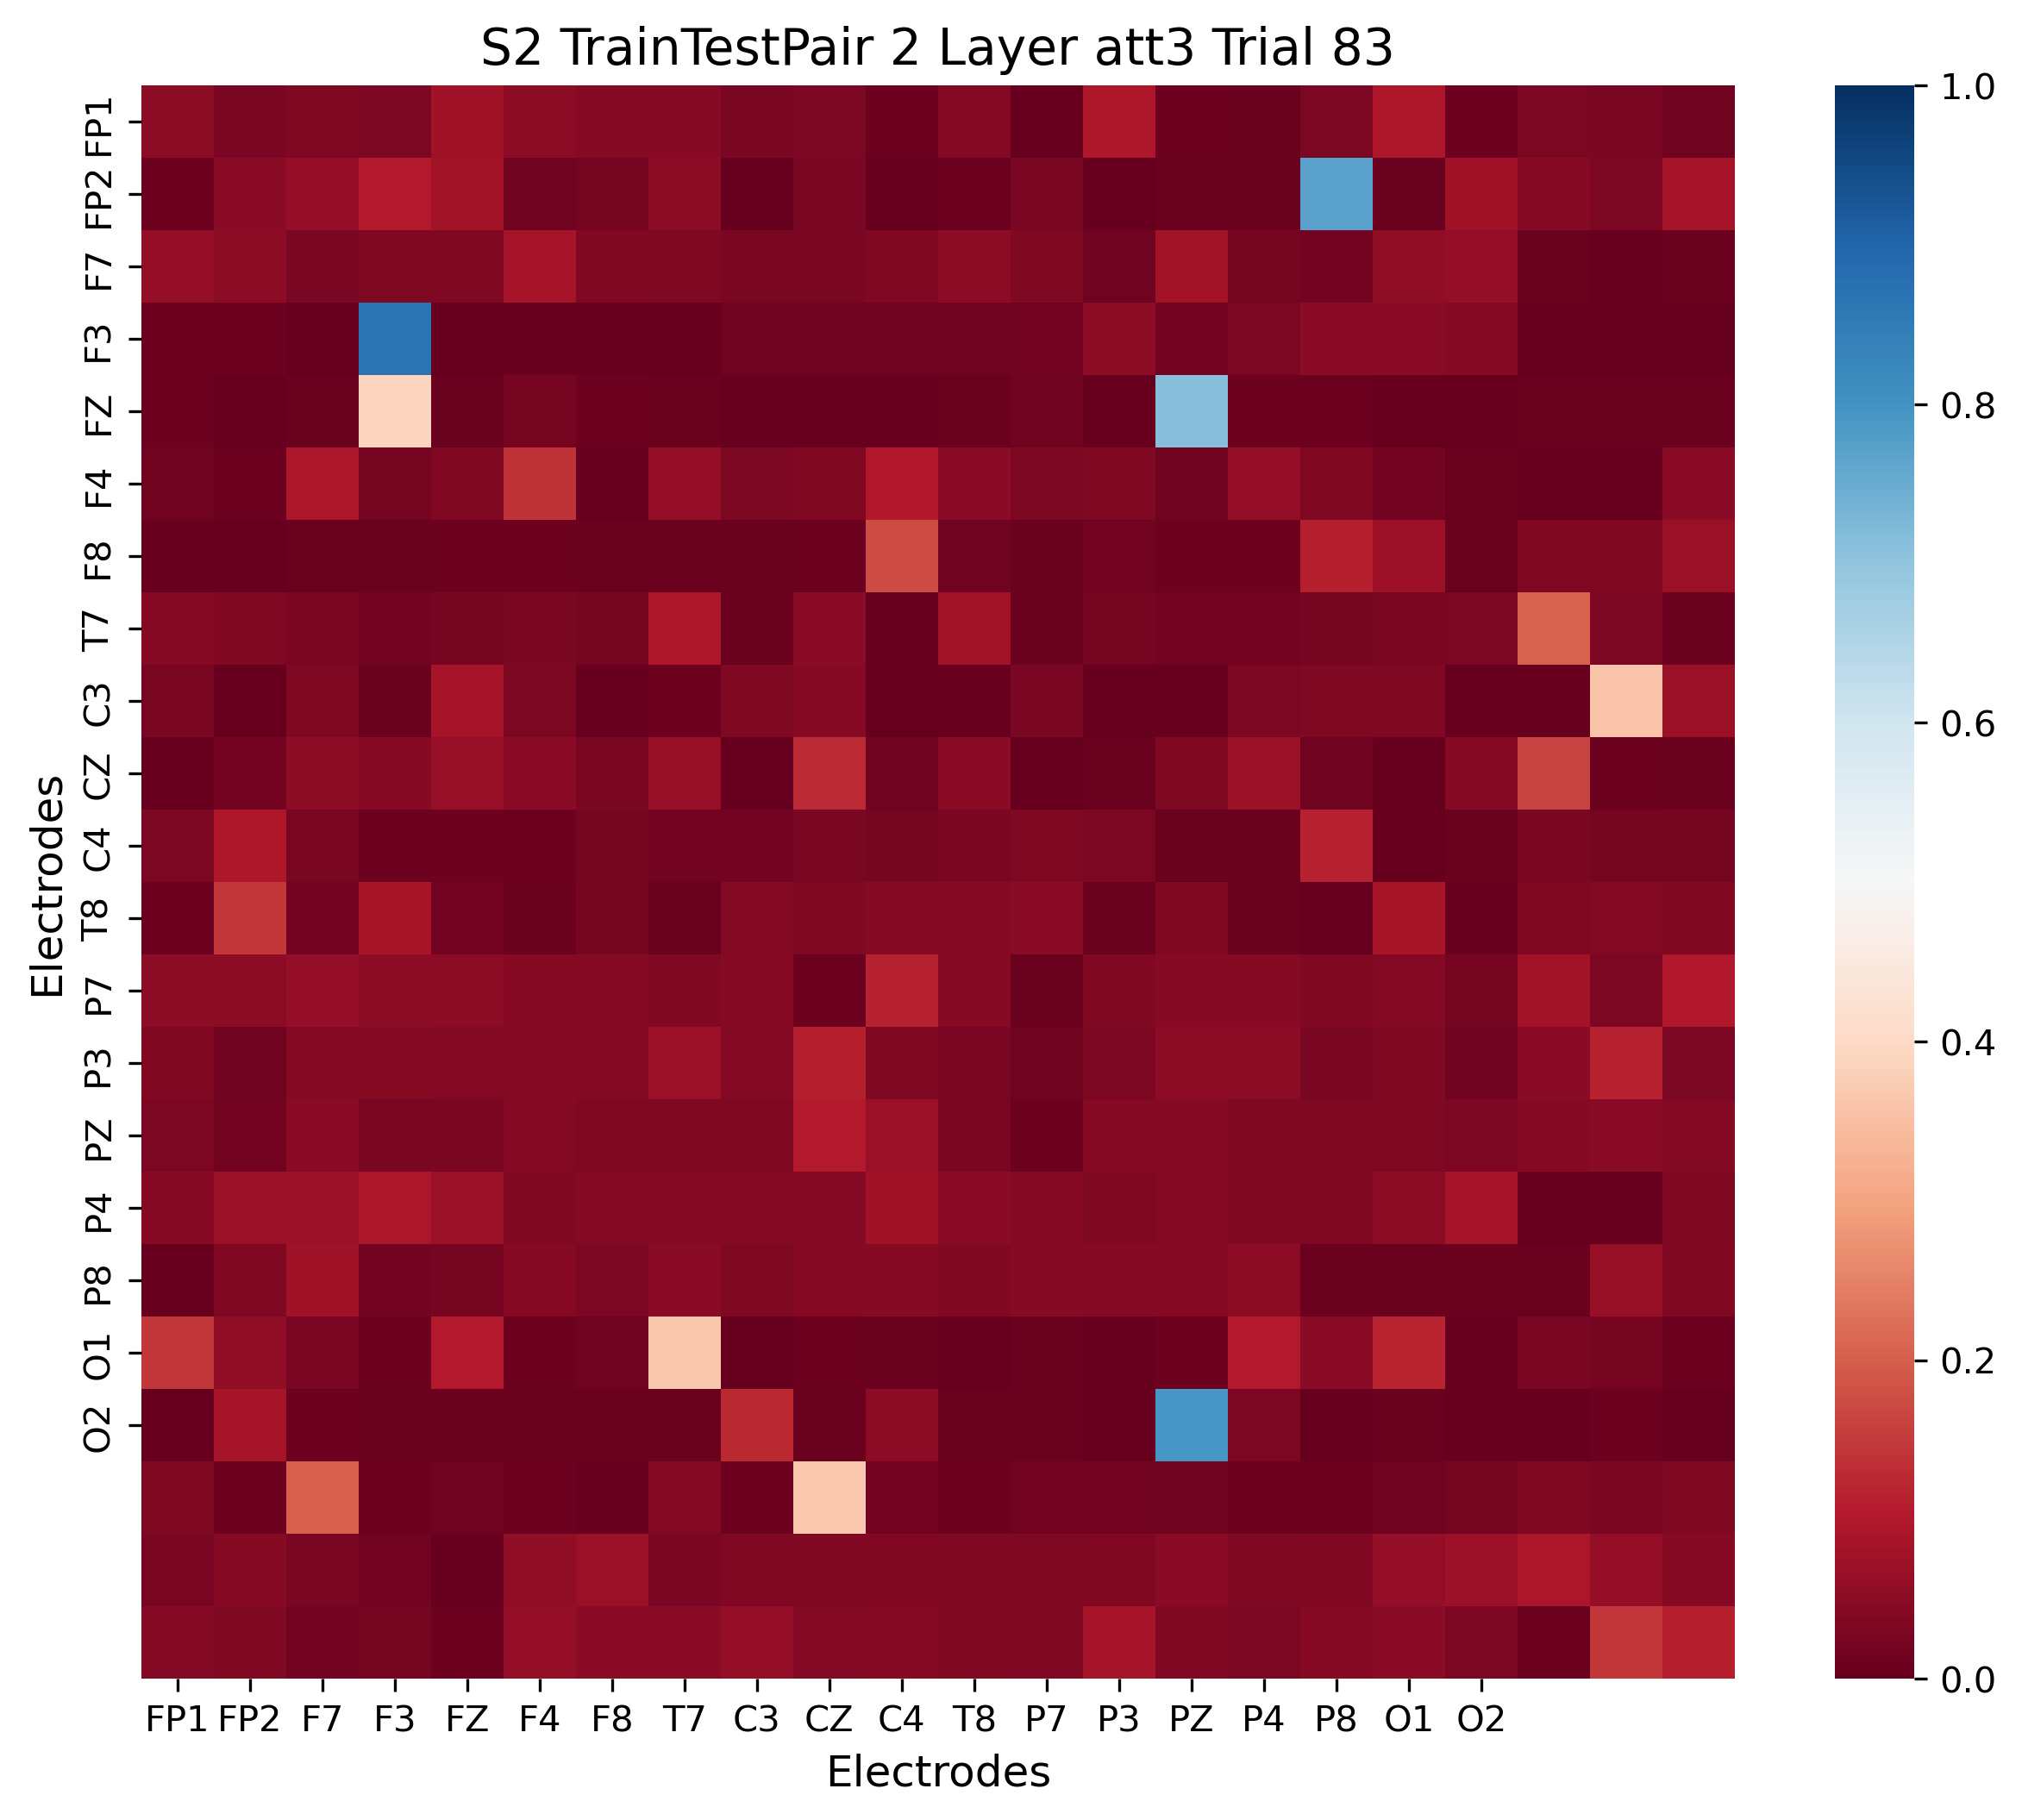 S2 TrainTestPair 2 Layer att3 Trial 83
Electrodes
FP1
FP2
F7
F3
FZ
F4
F8
T7
C3
CZ
C4
T8
P7
P3
PZ
P4
P8
O1
O2
FP1 FP2 F7 F3 FZ F4 F8 T7 C3 CZ C4 T8 P7 P3 PZ P4 P8 O1 O2
Electrodes
1.0
0.8
0.6
0.4
0.2
0.0